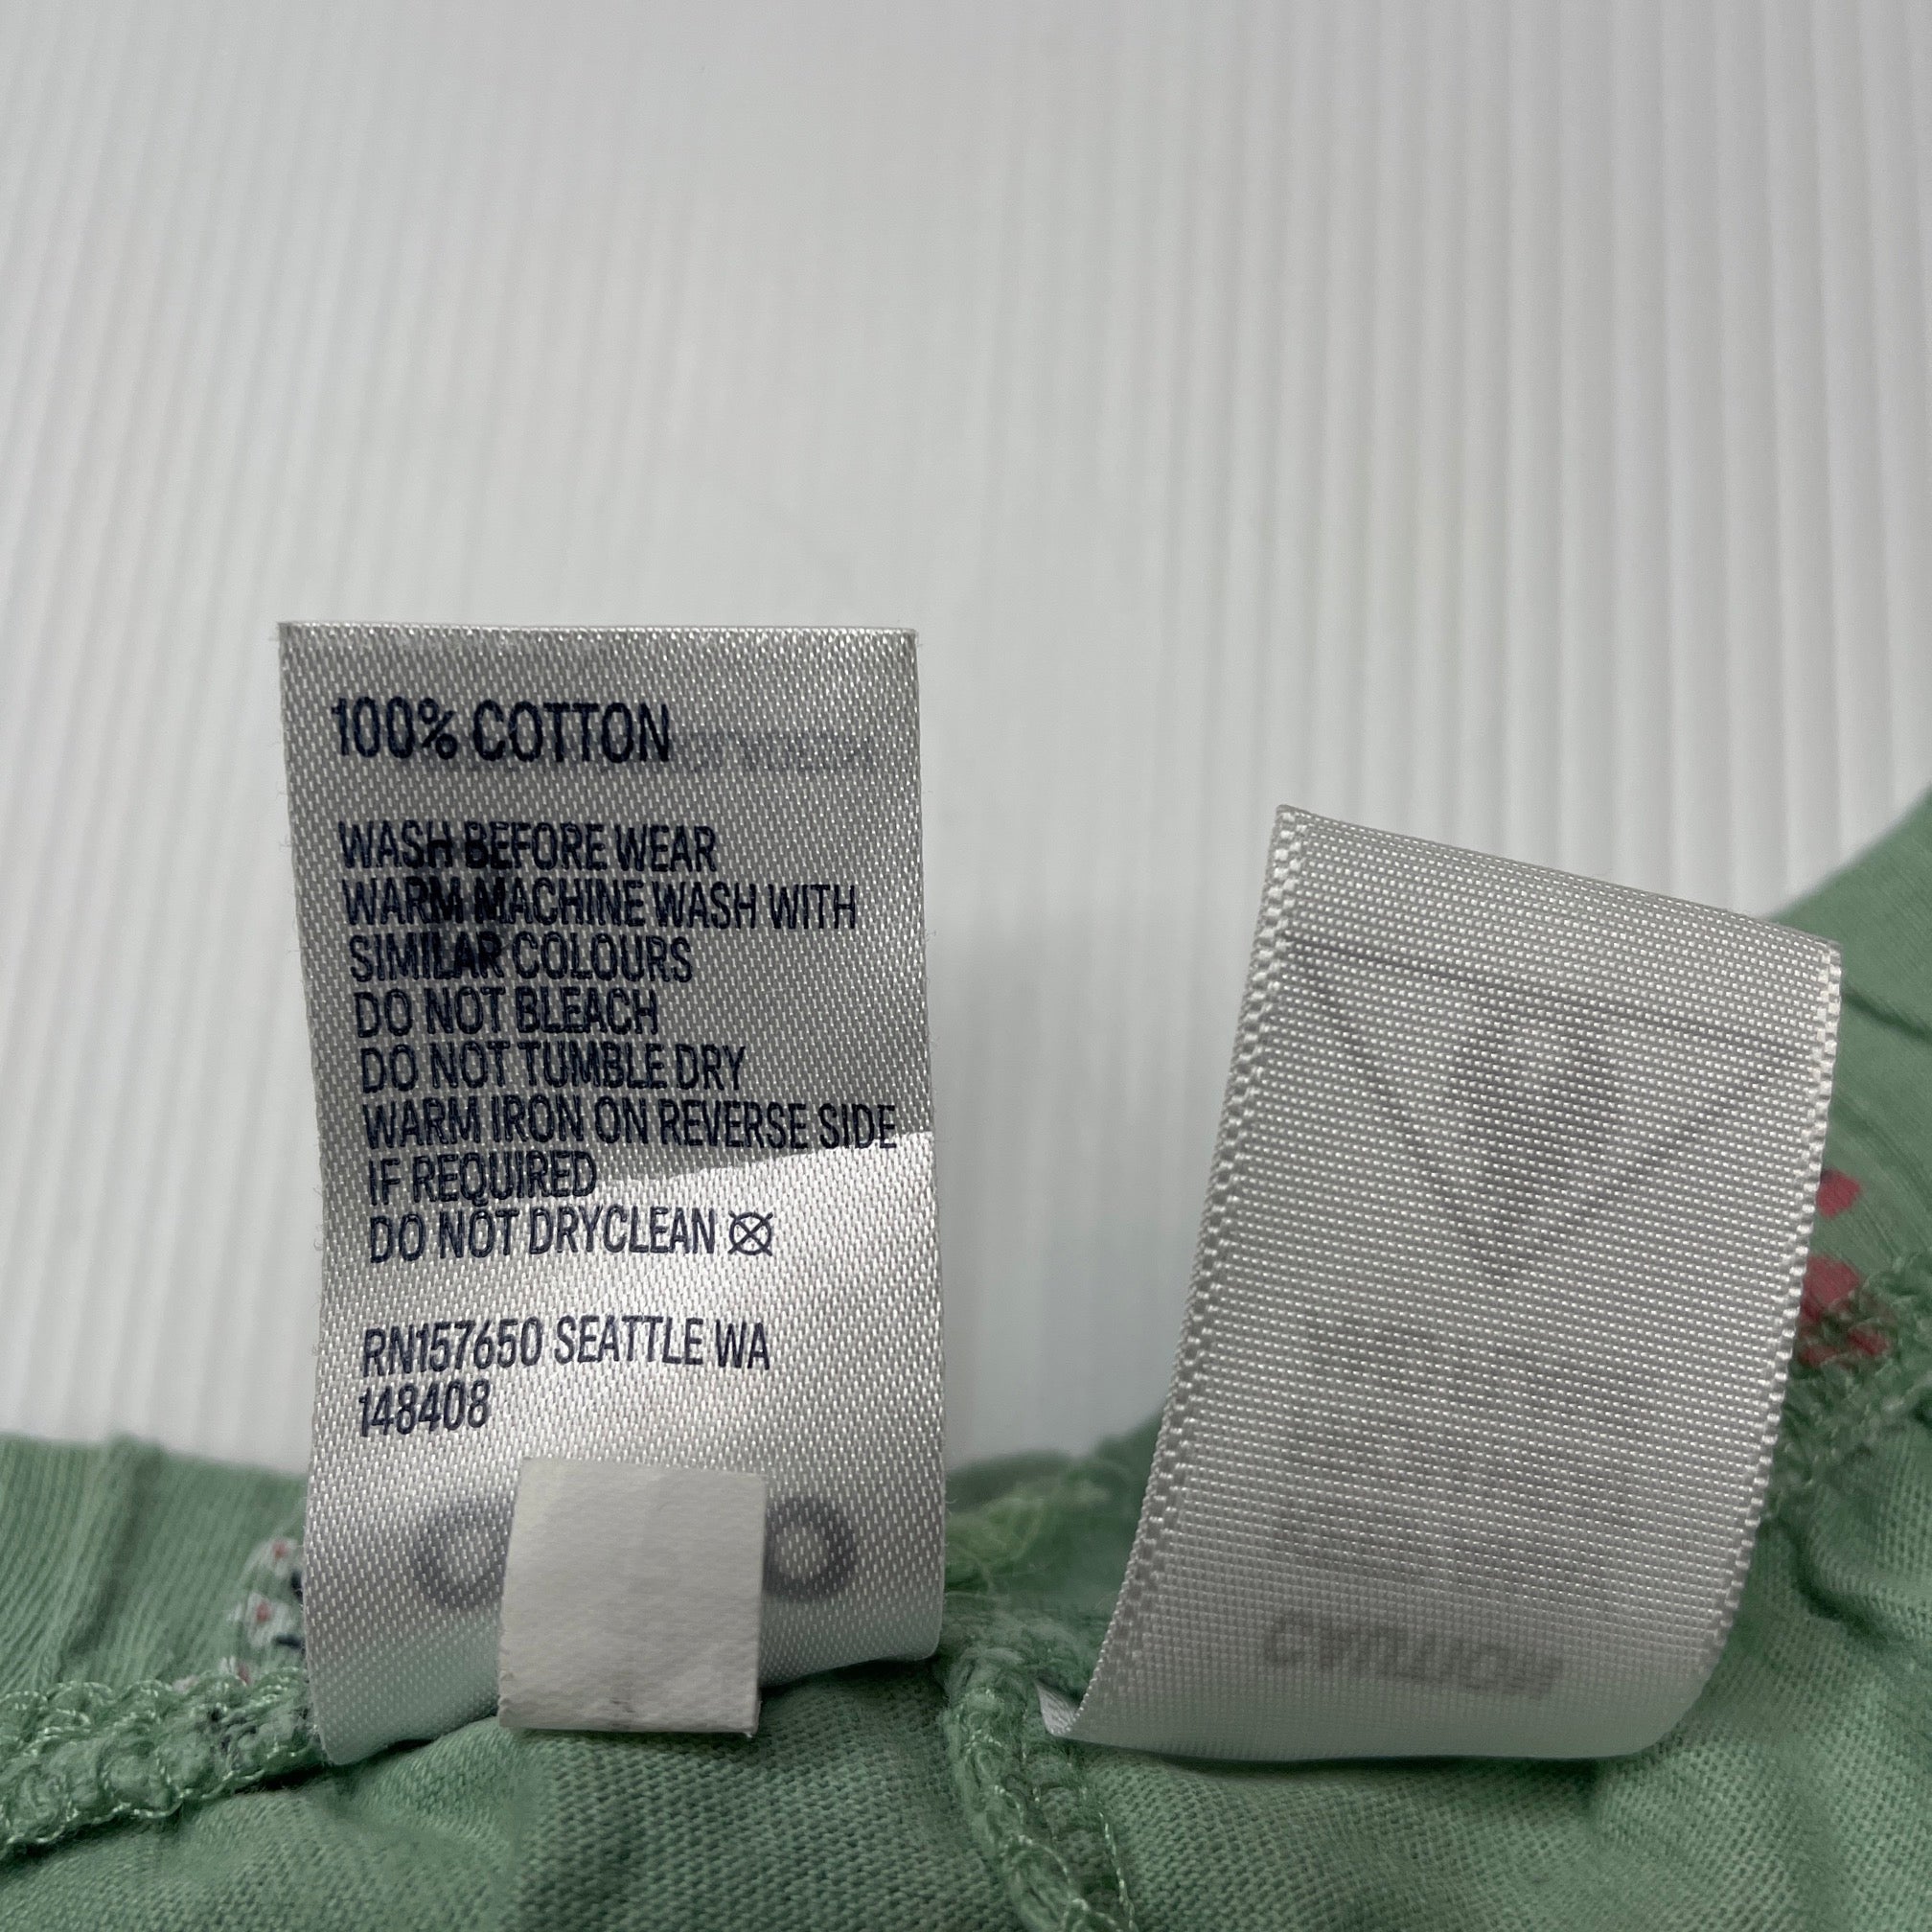 100% COTTON
WASH BEFORE WEAR
WARM MACHINE WASH WITH
SIMILAR COLOURS
DO NOT BLEACH
DO NOT TUMBLE DRY
WARM IRON ON REVERSE SIDE
IF REQUIRED
DO NOT DRYCLEAN
RN157650 SEATTLE WA
148408